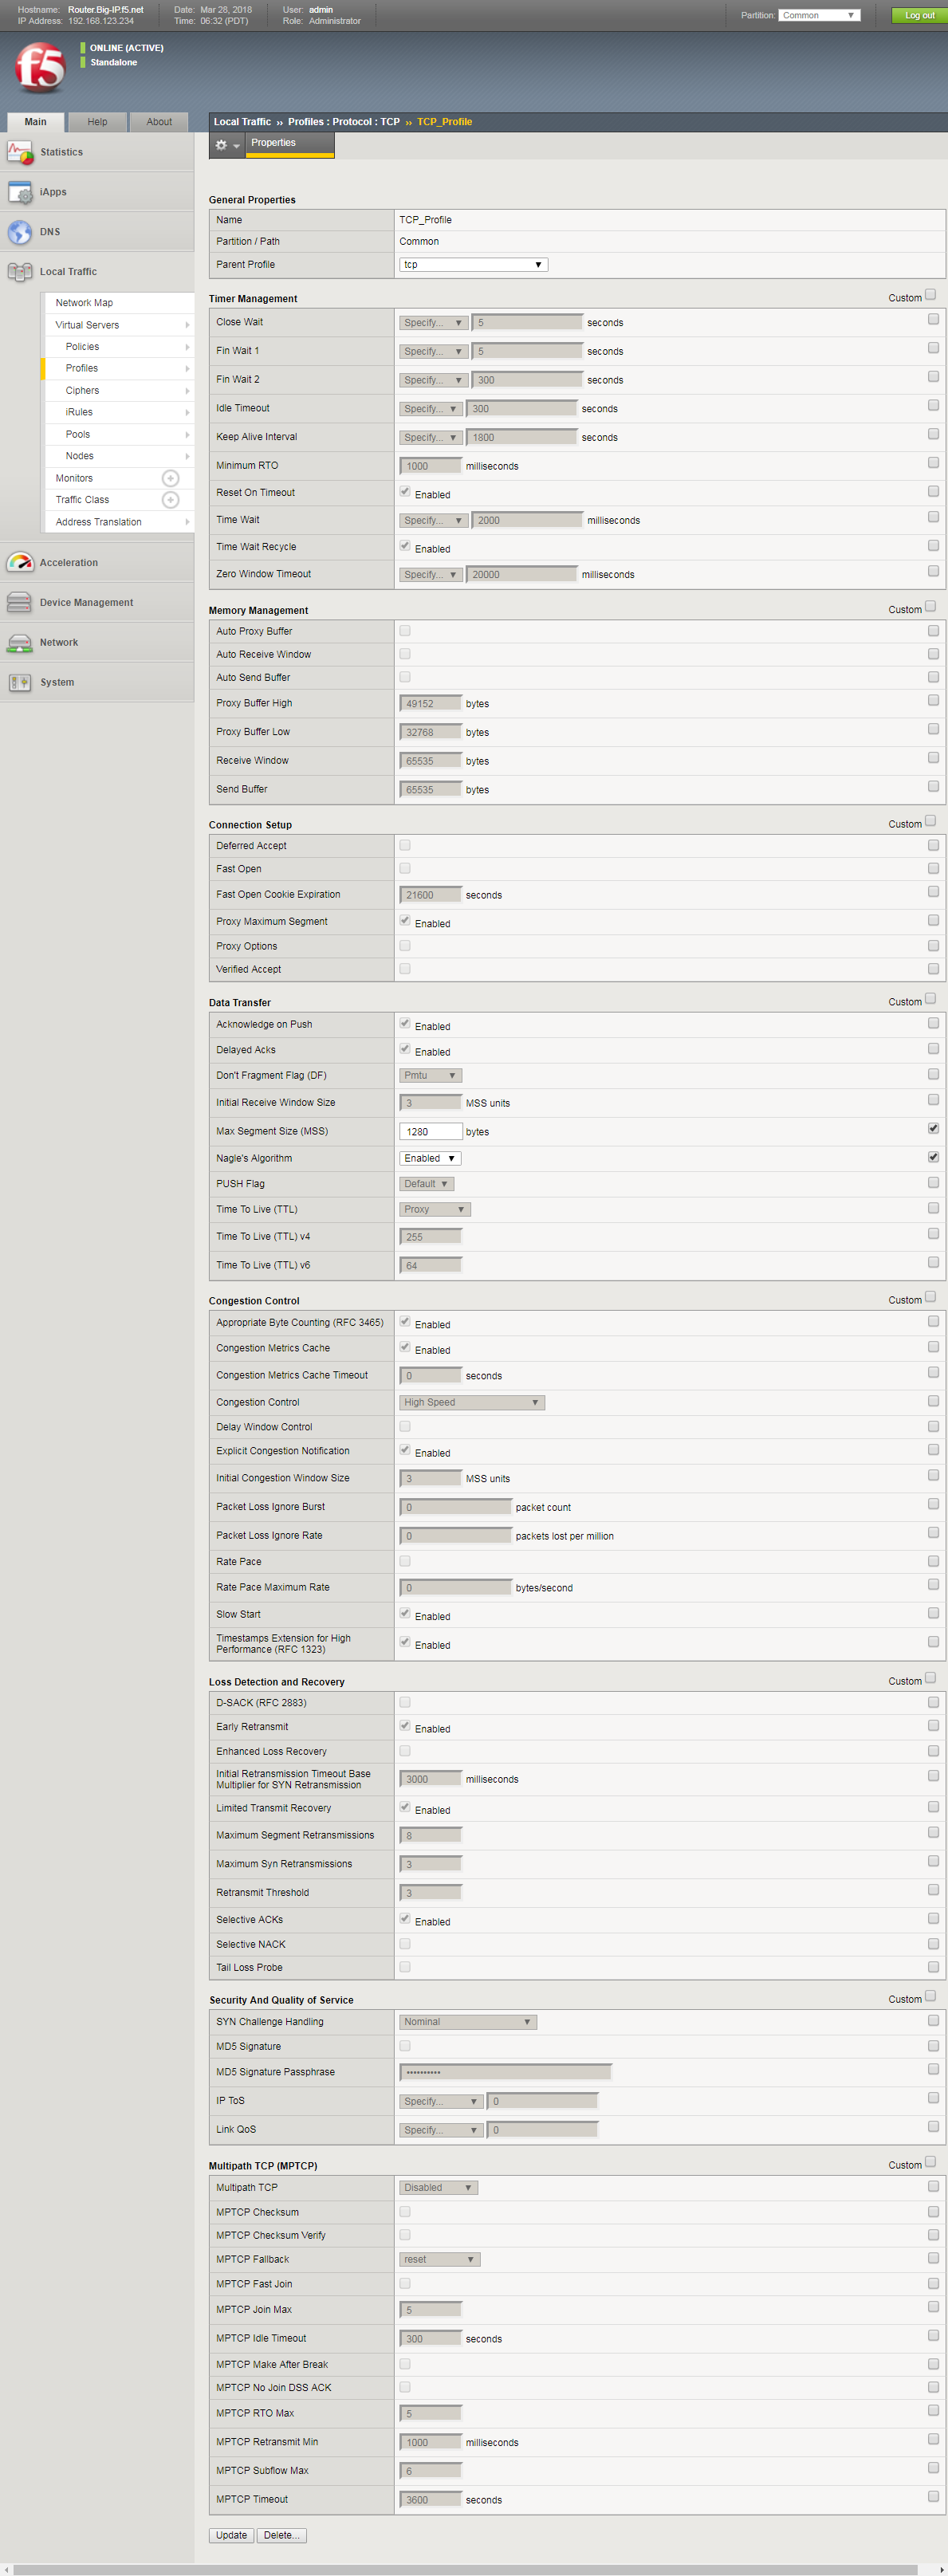 Hostname: Router.Big-IP.f5.net Date: Mar 28, 2018 User: admin Partition: Common Log out
IP Address: 192.168.123.234 Time: 06:32 (PDT) Role: Administrator
f5
ONLINE (ACTIVE)
Standalone
Main Help About
Statistics
iApps
DNS
Local Traffic
Network Map
Virtual Servers
Policies
Profiles
Ciphers
iRules
Pools
Nodes
Monitors
Traffic Class
Address Translation
Acceleration
Device Management
Network
System
Local Traffic ›› Profiles : Protocol : TCP ›› TCP_Profile
Properties
General Properties
Name TCP_Profile
Partition / Path Common
Parent Profile tcp
Timer Management Custom
Close Wait Specify... 5 seconds
Fin Wait 1 Specify... 5 seconds
Fin Wait 2 Specify... 300 seconds
Idle Timeout Specify... 300 seconds
Keep Alive Interval Specify... 1800 seconds
Minimum RTO 1000 milliseconds
Reset On Timeout Enabled
Time Wait Specify... 2000 milliseconds
Time Wait Recycle Enabled
Zero Window Timeout Specify... 20000 milliseconds
Memory Management Custom
Auto Proxy Buffer
Auto Receive Window
Auto Send Buffer
Proxy Buffer High 49152 bytes
Proxy Buffer Low 32768 bytes
Receive Window 65535 bytes
Send Buffer 65535 bytes
Connection Setup Custom
Deferred Accept
Fast Open
Fast Open Cookie Expiration 21600 seconds
Proxy Maximum Segment Enabled
Proxy Options
Verified Accept
Data Transfer Custom
Acknowledge on Push Enabled
Delayed Acks Enabled
Don't Fragment Flag (DF) Pmtu
Initial Receive Window Size 3 MSS units
Max Segment Size (MSS) 1280 bytes
Nagle's Algorithm Enabled
PUSH Flag Default
Time To Live (TTL) Proxy
Time To Live (TTL) v4 255
Time To Live (TTL) v6 64
Congestion Control Custom
Appropriate Byte Counting (RFC 3465) Enabled
Congestion Metrics Cache Enabled
Congestion Metrics Cache Timeout 0 seconds
Congestion Control High Speed
Delay Window Control
Explicit Congestion Notification Enabled
Initial Congestion Window Size 3 MSS units
Packet Loss Ignore Burst 0 packet count
Packet Loss Ignore Rate 0 packets lost per million
Rate Pace
Rate Pace Maximum Rate 0 bytes/second
Slow Start Enabled
Timestamps Extension for High
Performance (RFC 1323) Enabled
Loss Detection and Recovery Custom
D-SACK (RFC 2883)
Early Retransmit Enabled
Enhanced Loss Recovery
Initial Retransmission Timeout Base
Multiplier for SYN Retransmission 3000 milliseconds
Limited Transmit Recovery Enabled
Maximum Segment Retransmissions 8
Maximum Syn Retransmissions 3
Retransmit Threshold 3
Selective ACKs Enabled
Selective NACK
Tail Loss Probe
Security And Quality of Service Custom
SYN Challenge Handling Nominal
MD5 Signature
MD5 Signature Passphrase ••••••••••
IP ToS Specify... 0
Link QoS Specify... 0
Multipath TCP (MPTCP) Custom
Multipath TCP Disabled
MPTCP Checksum
MPTCP Checksum Verify
MPTCP Fallback reset
MPTCP Fast Join
MPTCP Join Max 5
MPTCP Idle Timeout 300 seconds
MPTCP Make After Break
MPTCP No Join DSS ACK
MPTCP RTO Max 5
MPTCP Retransmit Min 1000 milliseconds
MPTCP Subflow Max 6
MPTCP Timeout 3600 seconds
Update Delete...